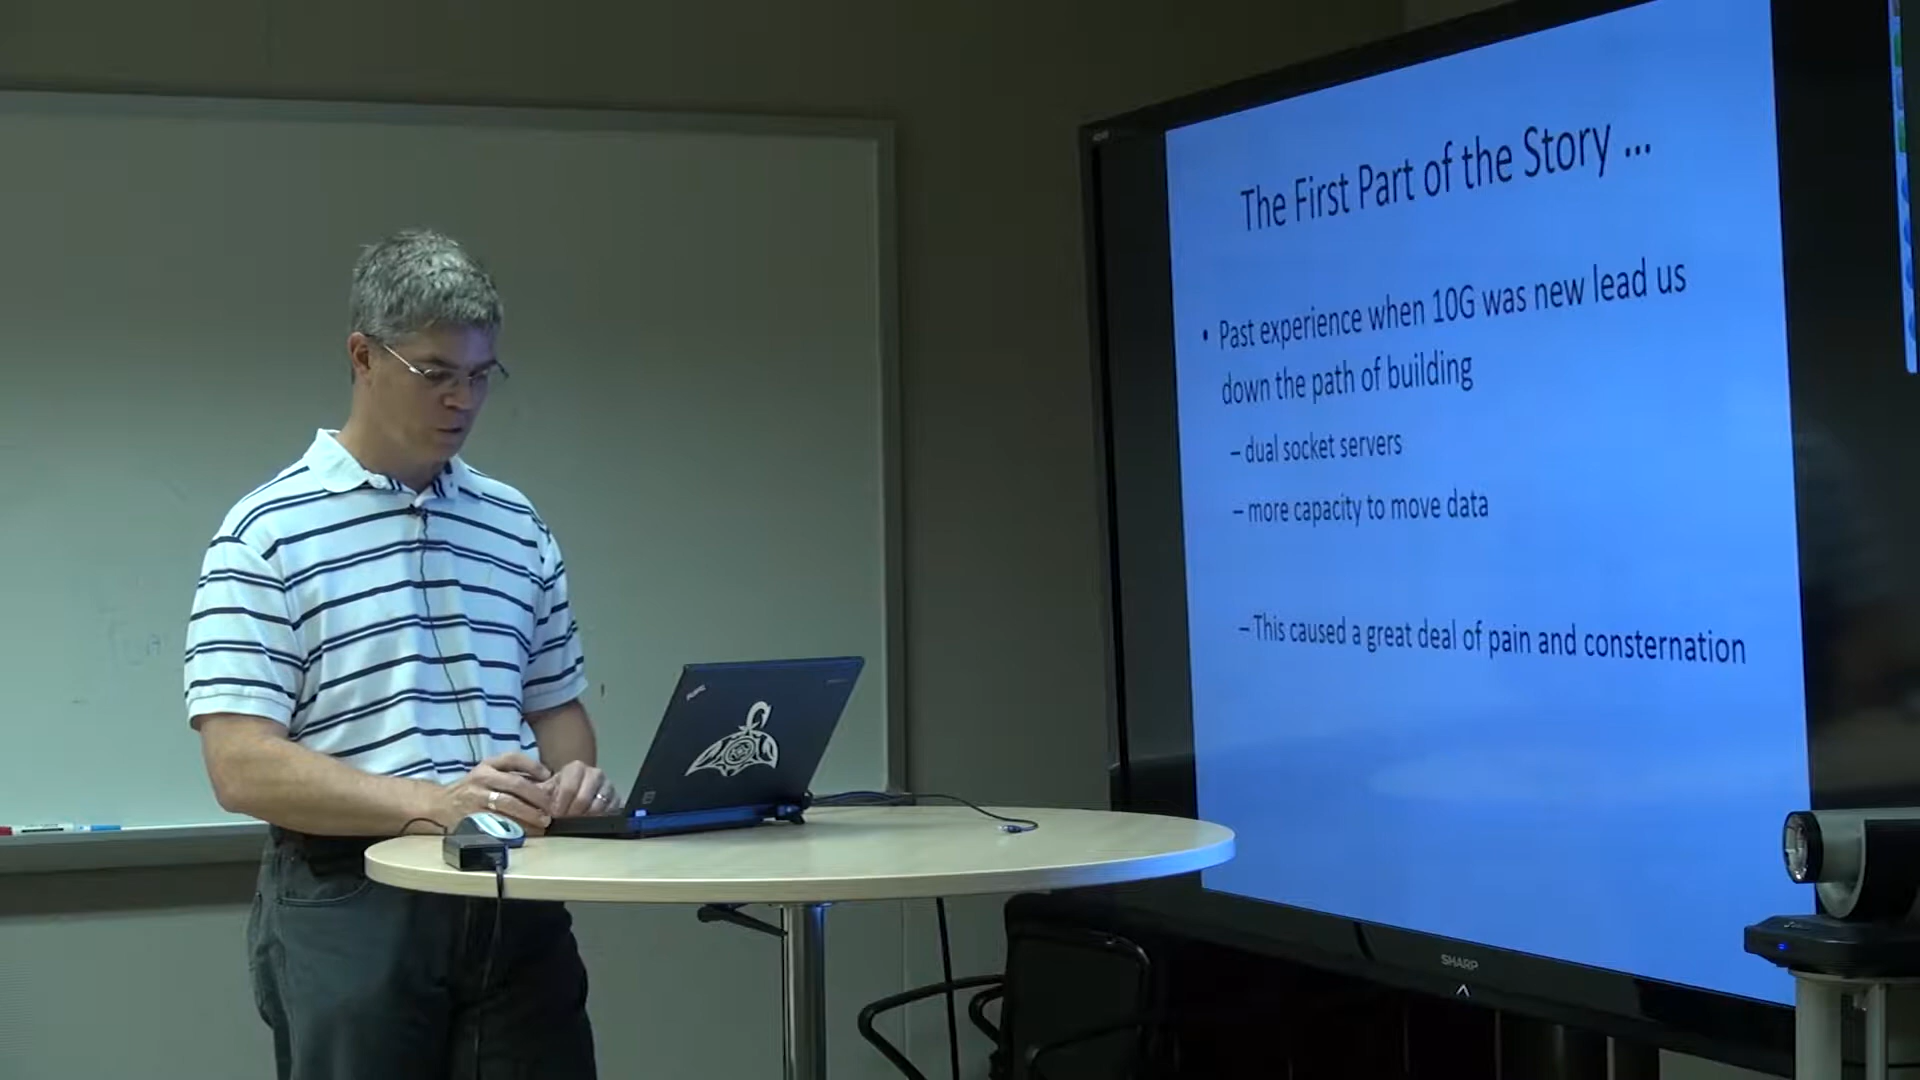 The First Part of the Story ...
• Past experience when 10G was new lead us
down the path of building
– dual socket servers
– more capacity to move data
– This caused a great deal of pain and consternation
SHARP